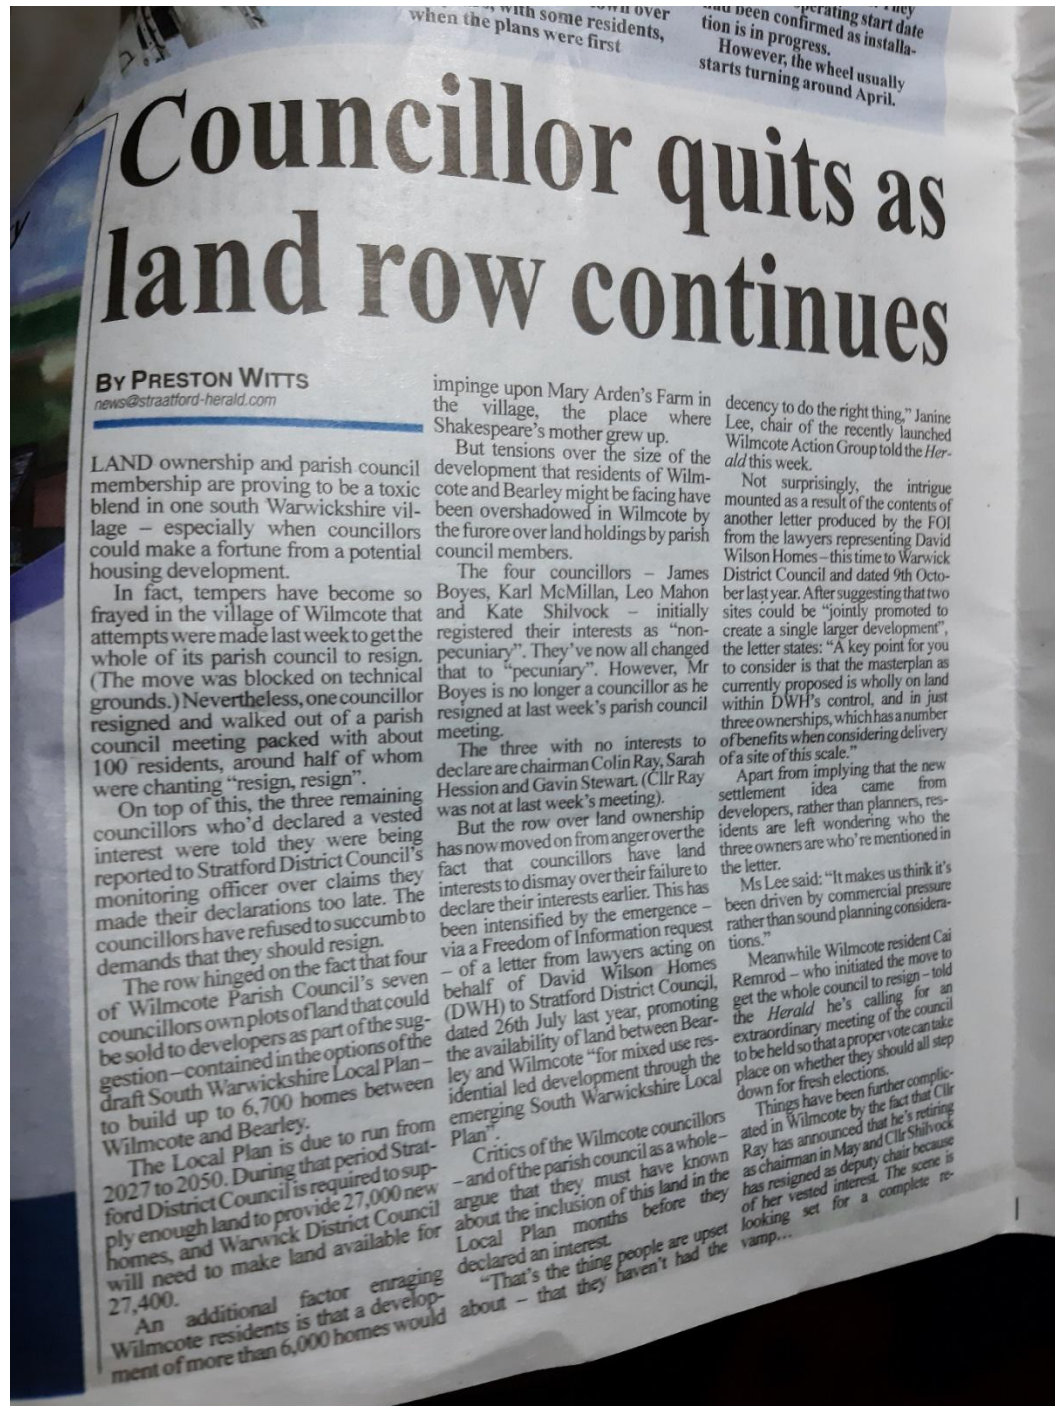 over
with some residents,
when the plans were first
They
operating start date
had been confirmed as installa-
tion is in progress.
However, the wheel usually
starts turning around April.
Councillor quits as
land row continues
BY PRESTON WITTS
news@straatford-herald.com
LAND ownership and parish council
membership are proving to be a toxic
blend in one south Warwickshire vil-
lage – especially when councillors
could make a fortune from a potential
housing development.
In fact, tempers have become so
frayed in the village of Wilmcote that
attempts were made last week to get the
whole of its parish council to resign.
(The move was blocked on technical
grounds.) Nevertheless, one councillor
resigned and walked out of a parish
council meeting packed with about
100 residents, around half of whom
were chanting “resign, resign”.
On top of this, the three remaining
councillors who’d declared a vested
interest were told they were being
reported to Stratford District Council’s
monitoring officer over claims they
made their declarations too late. The
councillors have refused to succumb to
demands that they should resign.
The row hinged on the fact that four
of Wilmcote Parish Council’s seven
councillors own plots of land that could
be sold to developers as part of the sug-
gestion – contained in the options of the
draft South Warwickshire Local Plan –
to build up to 6,700 homes between
Wilmcote and Bearley.
The Local Plan is due to run from
2027 to 2050. During that period Strat-
ford District Council is required to sup-
ply enough land to provide 27,000 new
homes, and Warwick District Council
will need to make land available for
27,400.
An additional factor enraging
Wilmcote residents is that a develop-
ment of more than 6,000 homes would
impinge upon Mary Arden’s Farm in
the village, the place where
Shakespeare’s mother grew up.
But tensions over the size of the
development that residents of Wilm-
cote and Bearley might be facing have
been overshadowed in Wilmcote by
the furore over land holdings by parish
council members.
The four councillors – James
Boyes, Karl McMillan, Leo Mahon
and Kate Shilvock – initially
registered their interests as “non-
pecuniary”. They’ve now all changed
that to “pecuniary”. However, Mr
Boyes is no longer a councillor as he
resigned at last week’s parish council
meeting.
The three with no interests to
declare are chairman Colin Ray, Sarah
Hession and Gavin Stewart. (Cllr Ray
was not at last week’s meeting).
But the row over land ownership
has now moved on from anger over the
fact that councillors have land
interests to dismay over their failure to
declare their interests earlier. This has
been intensified by the emergence –
via a Freedom of Information request
– of a letter from lawyers acting on
behalf of David Wilson Homes
(DWH) to Stratford District Council,
dated 26th July last year, promoting
the availability of land between Bear-
ley and Wilmcote “for mixed use res-
idential led development through the
emerging South Warwickshire Local
Plan”.
Critics of the Wilmcote councillors
– and of the parish council as a whole –
argue that they must have known
about the inclusion of this land in the
Local Plan months before they
declared an interest.
“That’s the thing people are upset
about – that they haven’t had the
decency to do the right thing,” Janine
Lee, chair of the recently launched
Wilmcote Action Group told the Her-
ald this week.
Not surprisingly, the intrigue
mounted as a result of the contents of
another letter produced by the FOI
from the lawyers representing David
Wilson Homes – this time to Warwick
District Council and dated 9th Octo-
ber last year. After suggesting that two
sites could be “jointly promoted to
create a single larger development”,
the letter states: “A key point for you
to consider is that the masterplan as
currently proposed is wholly on land
within DWH’s control, and in just
three ownerships, which has a number
of benefits when considering delivery
of a site of this scale.”
Apart from implying that the new
settlement idea came from
developers, rather than planners, res-
idents are left wondering who the
three owners are who’re mentioned in
the letter.
Ms Lee said: “It makes us think it’s
been driven by commercial pressure
rather than sound planning considera-
tions.”
Meanwhile Wilmcote resident Cai
Remrod – who initiated the move to
get the whole council to resign – told
the Herald he’s calling for an
extraordinary meeting of the council
to be held so that a proper vote can take
place on whether they should all step
down for fresh elections.
Things have been further complic-
ated in Wilmcote by the fact that Cllr
Ray has announced that he’s retiring
as chairman in May and Cllr Shilvock
has resigned as deputy chair because
of her vested interest. The scene is
looking set for a complete re-
vamp...